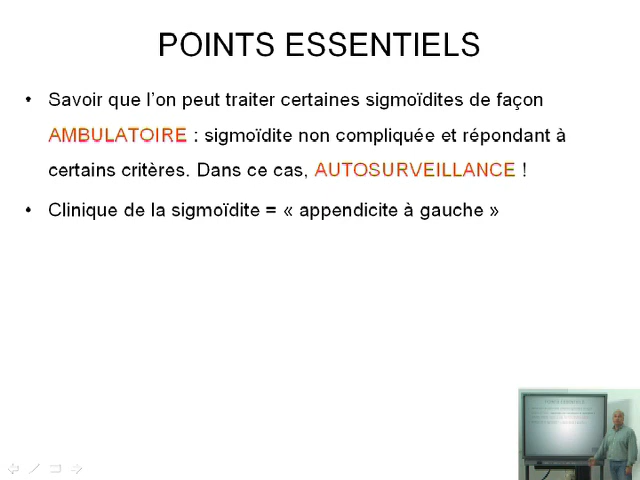 POINTS ESSENTIELS
• Savoir que l'on peut traiter certaines sigmoïdites de façon
AMBULATOIRE : sigmoïdite non compliquée et répondant à
certains critères. Dans ce cas, AUTOSURVEILLANCE !
• Clinique de la sigmoïdite = « appendicite à gauche »